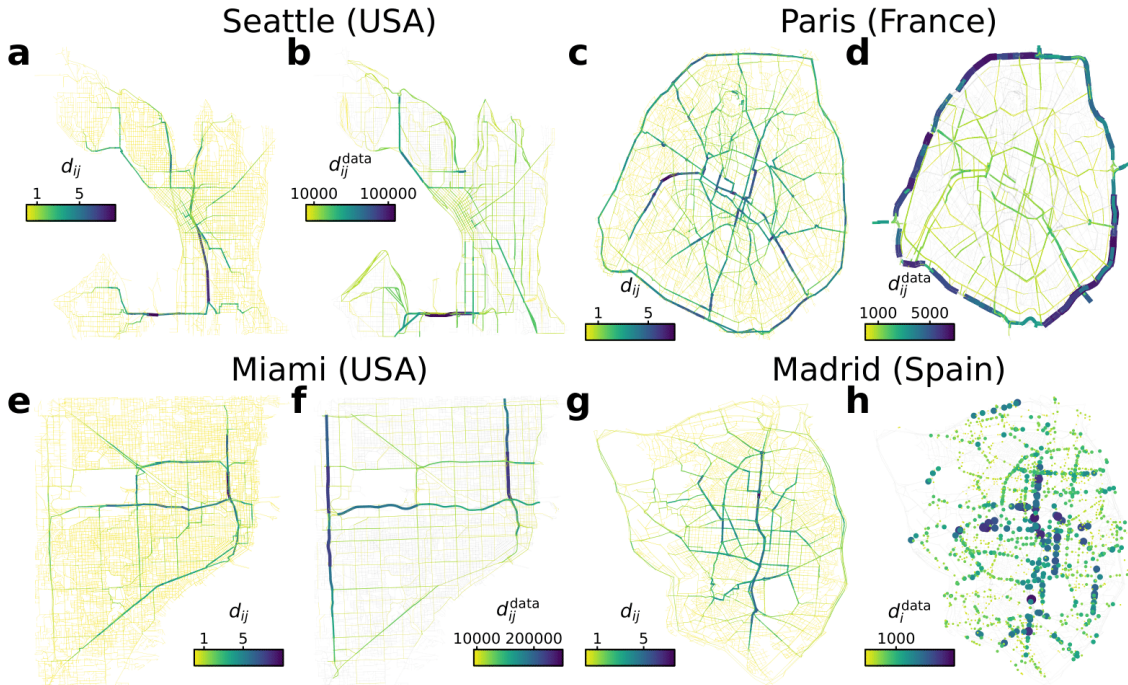 Seattle (USA)
Paris (France)
a
b
c
d
d_ij
1 5
d_ij^data
10000 100000
d_ij
1 5
d_ij^data
1000 5000
Miami (USA)
Madrid (Spain)
e
f
g
h
d_ij
1 5
d_ij^data
10000 200000
d_ij
1 5
d_i^data
1000